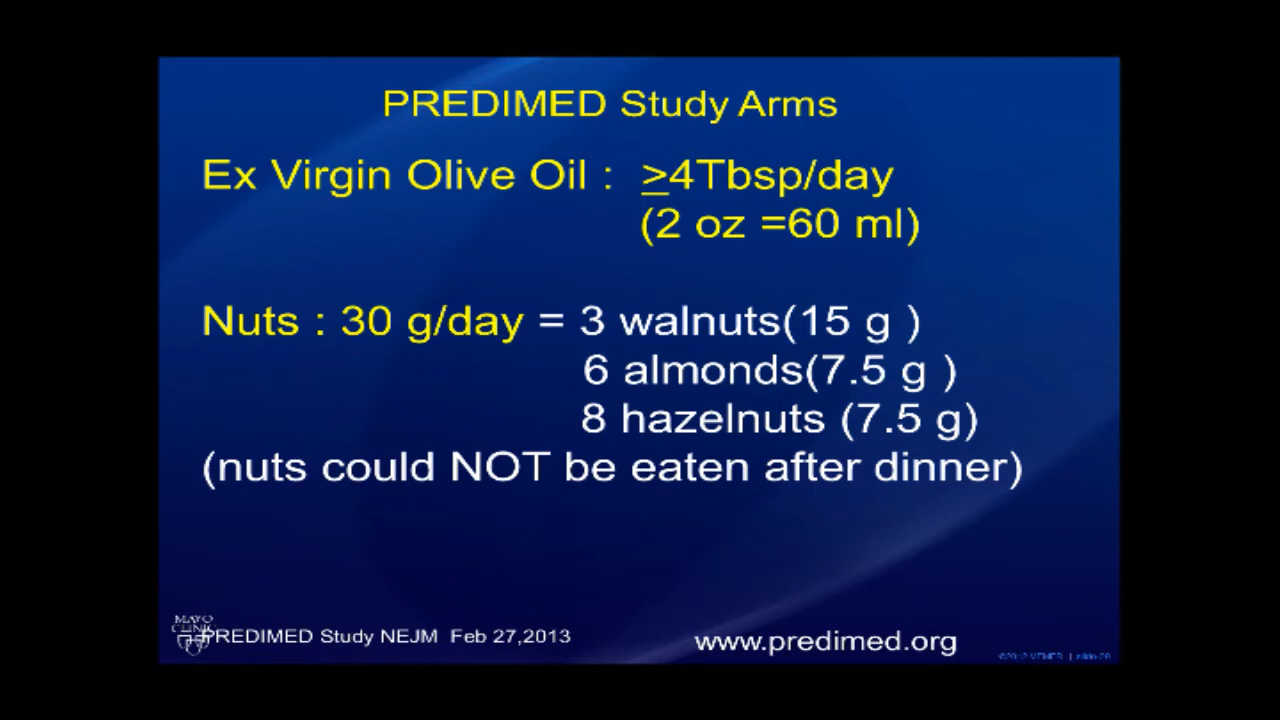 PREDIMED Study Arms
Ex Virgin Olive Oil : ≥4Tbsp/day
(2 oz =60 ml)
Nuts : 30 g/day = 3 walnuts(15 g )
6 almonds(7.5 g )
8 hazelnuts (7.5 g)
(nuts could NOT be eaten after dinner)
MAYO
CLINIC
PREDIMED Study NEJM Feb 27,2013
www.predimed.org